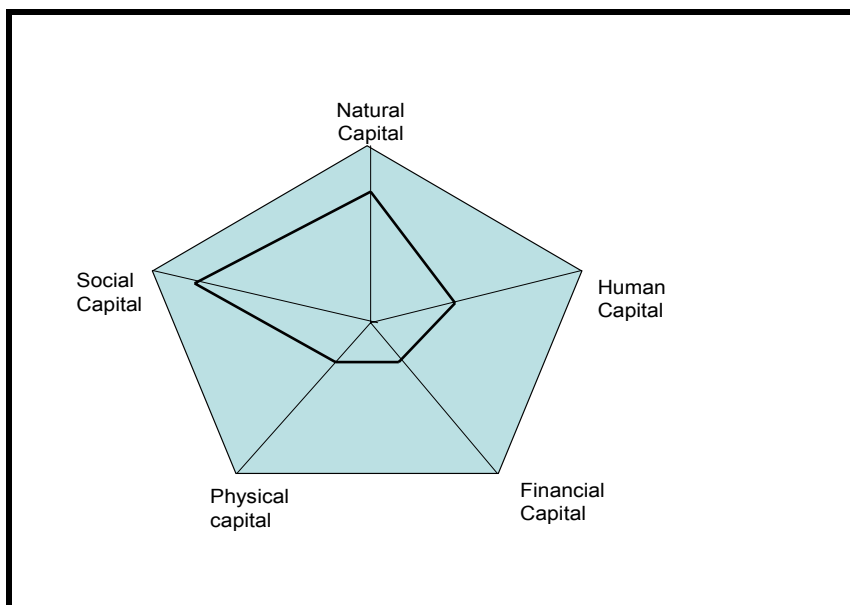 Natural
Capital
Social
Capital
Human
Capital
Physical
capital
Financial
Capital